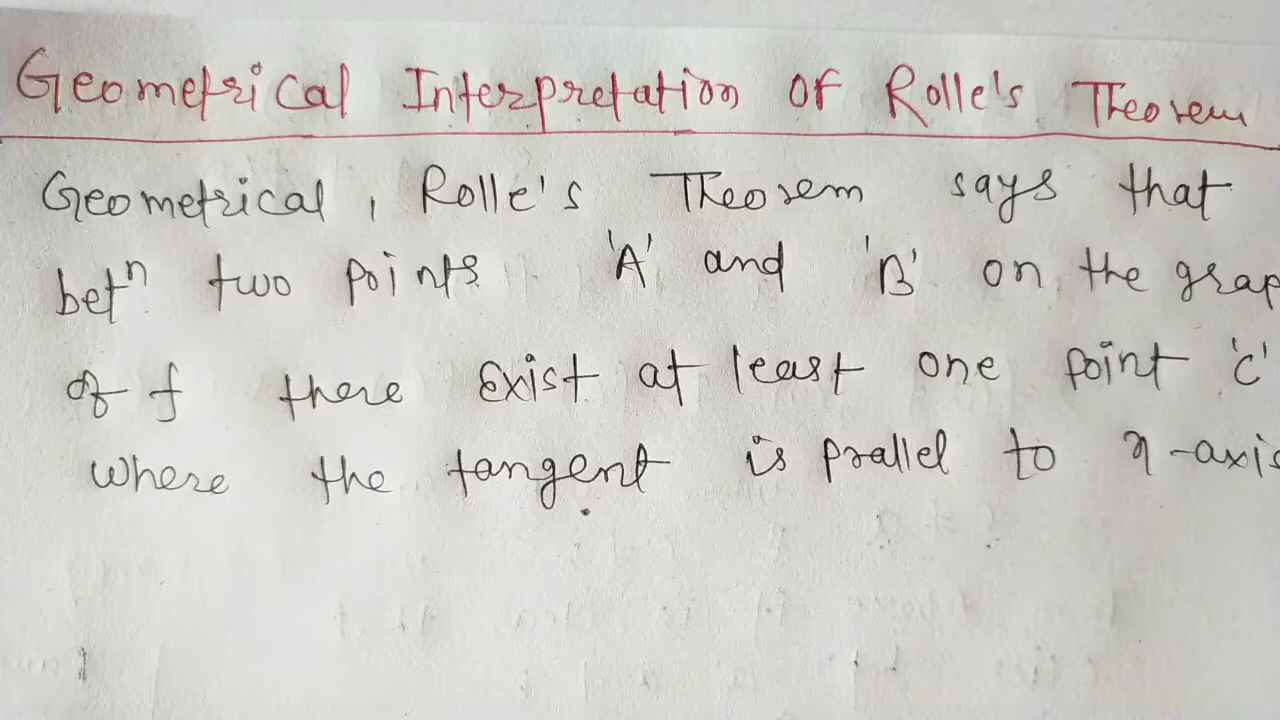 Geometrical Interpretation OF Rolle's Theorem
Geometrical, Rolle's Theorem says that
betⁿ two points 'A' and 'B' on the grap
of f there exist at least one point 'c'
where the tangent is prallel to x-axis